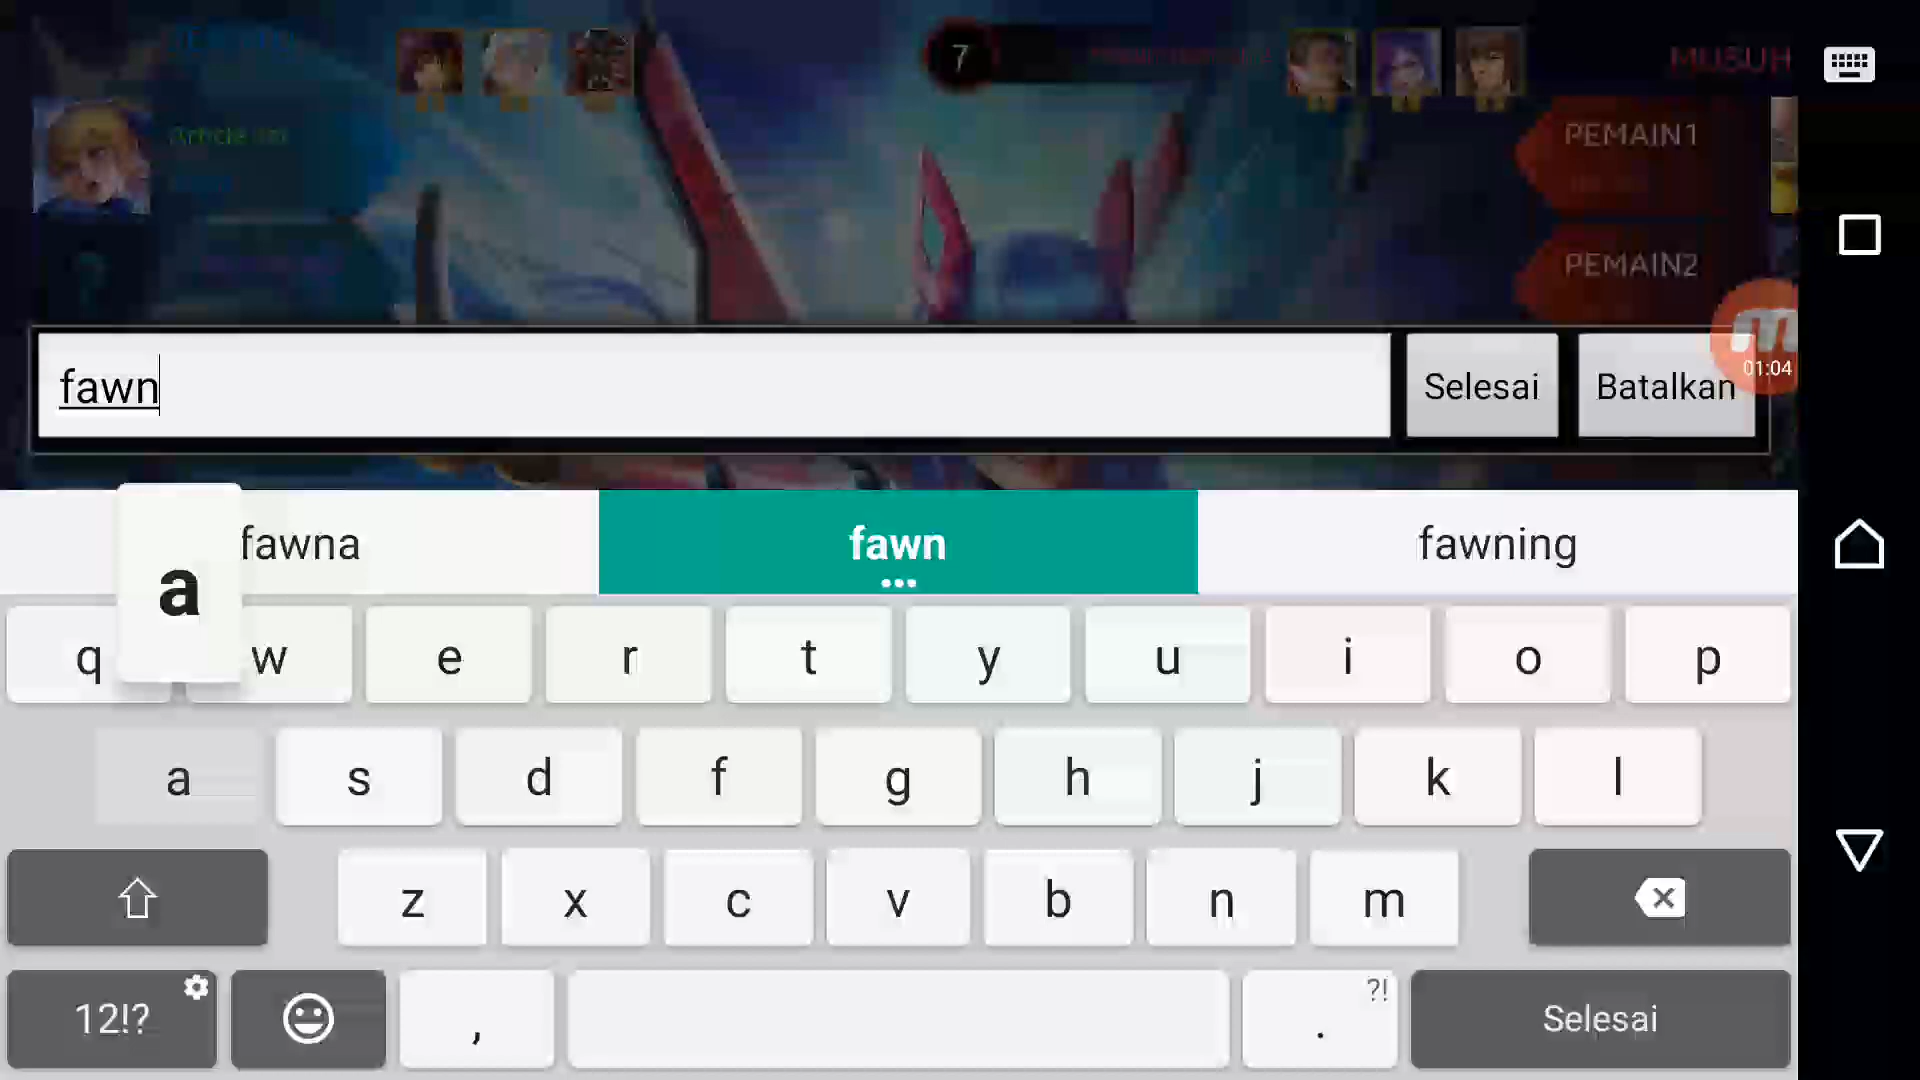 7
MUSUH
PEMAIN1
PEMAIN2
fawn
Selesai
Batalkan
01:04
fawna
fawn
fawning
a
q w e r t y u i o p
a s d f g h j k l
z x c v b n m
12!? , . ?! Selesai